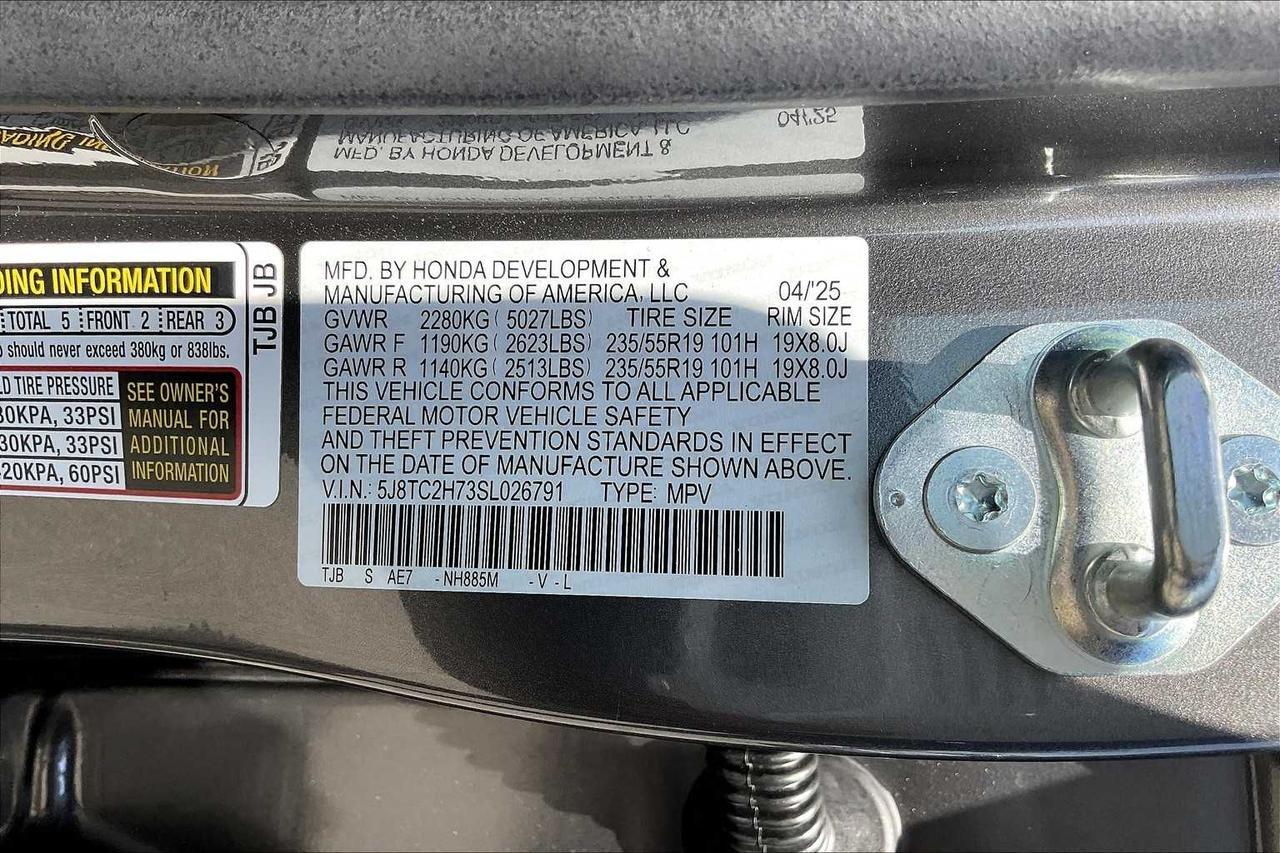 DING INFORMATION
TOTAL 5 FRONT 2 REAR 3
should never exceed 380kg or 838lbs.
TIRE PRESSURE
30KPA, 33PSI
30KPA, 33PSI
20KPA, 60PSI
SEE OWNER'S
MANUAL FOR
ADDITIONAL
INFORMATION
TJB JB
MFD. BY HONDA DEVELOPMENT &
MANUFACTURING OF AMERICA, LLC 04/'25
GVWR 2280KG ( 5027LBS) TIRE SIZE RIM SIZE
GAWR F 1190KG ( 2623LBS) 235/55R19 101H 19X8.0J
GAWR R 1140KG ( 2513LBS) 235/55R19 101H 19X8.0J
THIS VEHICLE CONFORMS TO ALL APPLICABLE
FEDERAL MOTOR VEHICLE SAFETY
AND THEFT PREVENTION STANDARDS IN EFFECT
ON THE DATE OF MANUFACTURE SHOWN ABOVE.
V.I.N.: 5J8TC2H73SL026791 TYPE: MPV
TJB S AE7 - NH885M - V - L